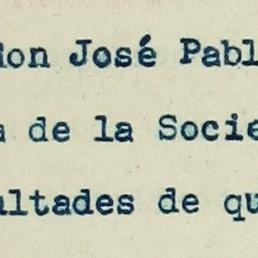 don José Pabl
a de la Socie
ultades de qu